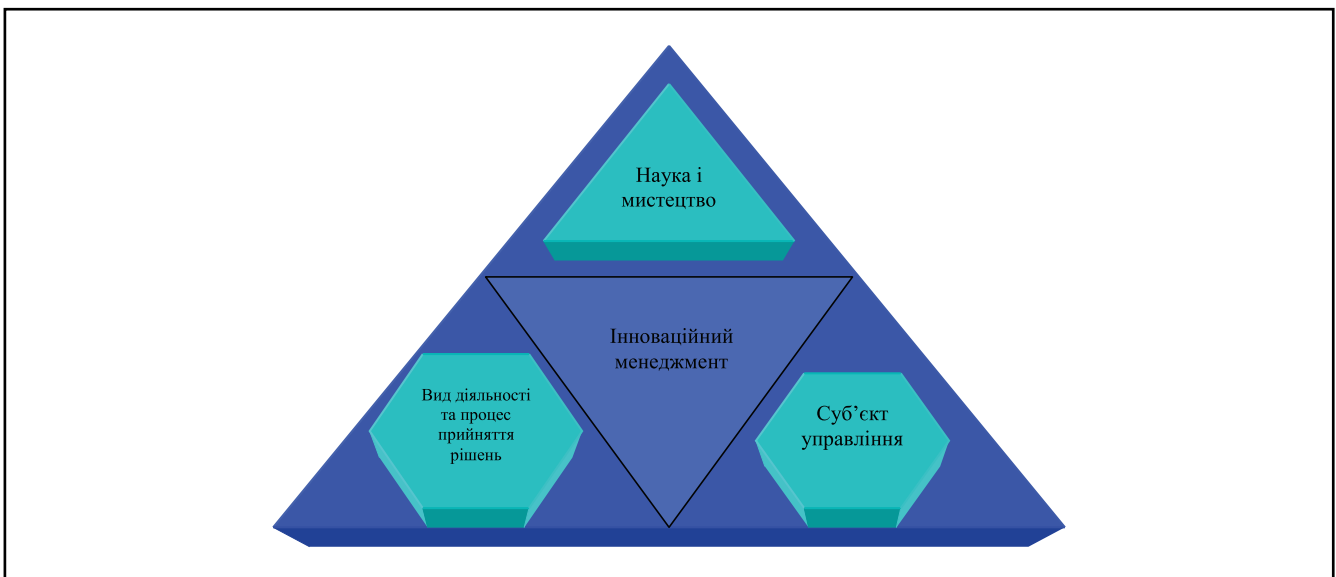 Наука і
мистецтво
Інноваційний
менеджмент
Вид діяльності
та процес
прийняття
рішень
Суб’єкт
управління